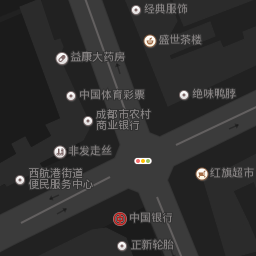 经典服饰
盛世茶楼
益康大药房
中国体育彩票
绝味鸭脖
成都市农村
商业银行
非发走丝
西航港街道
便民服务中心
红旗超市
中国银行
正新轮胎